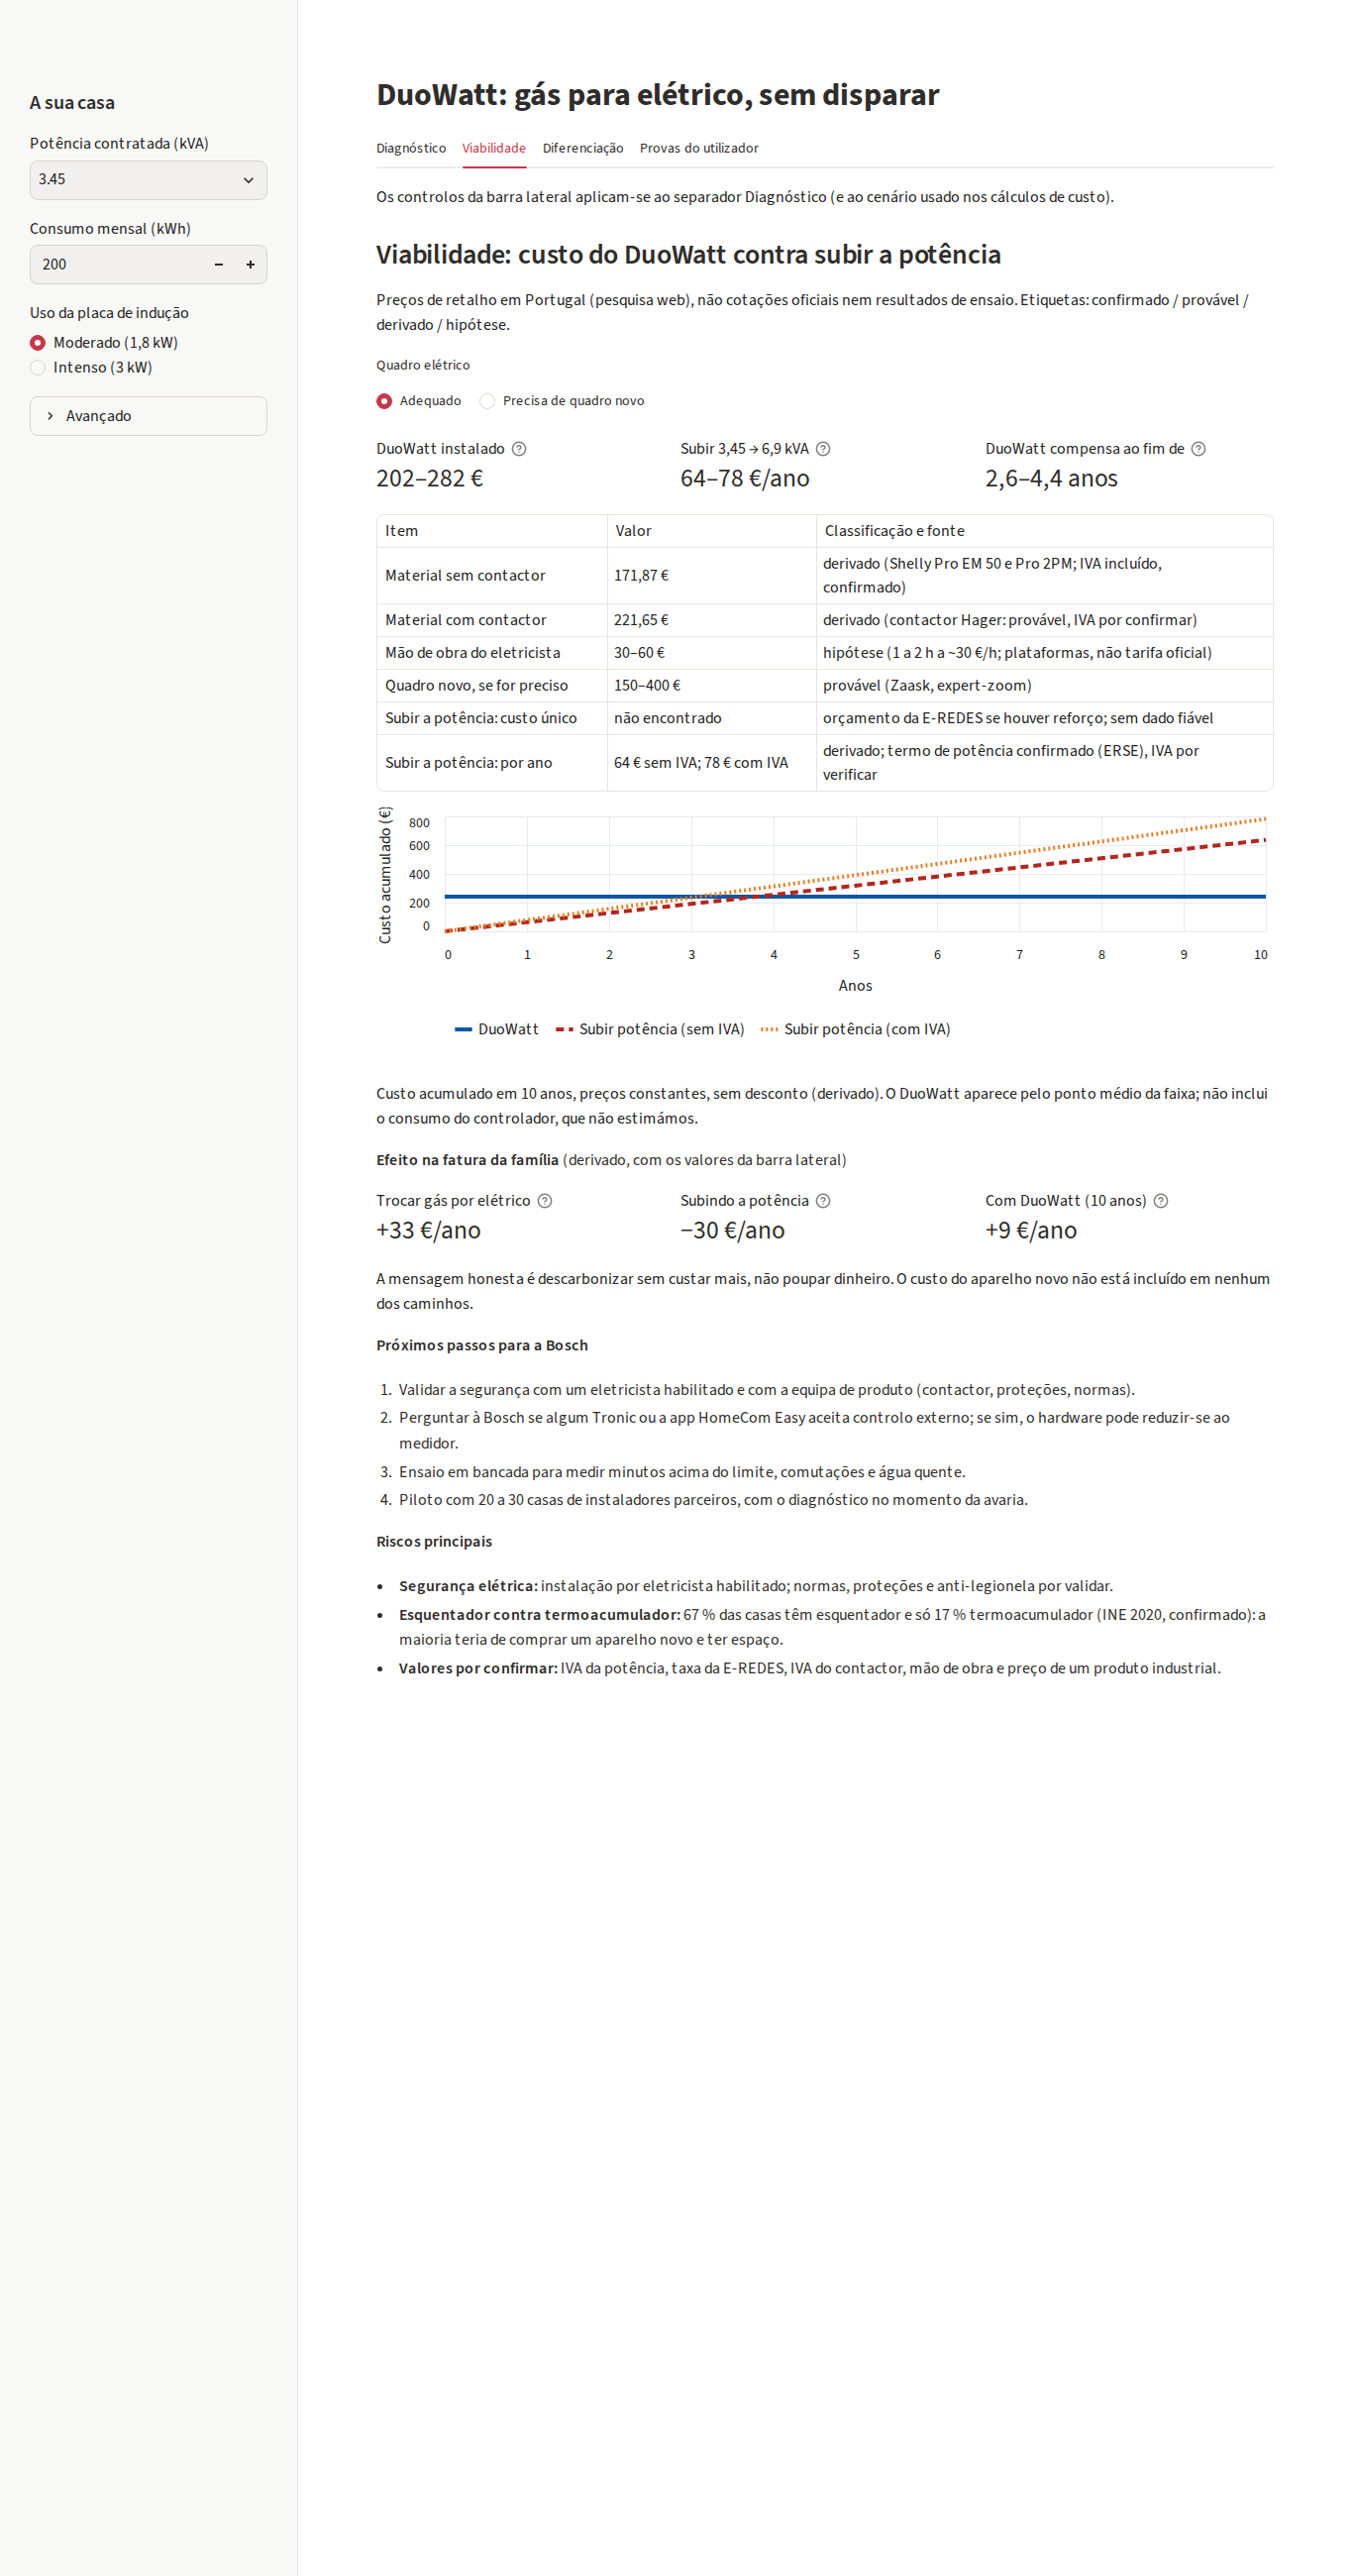 A sua casa
Potência contratada (kVA)
3.45
Consumo mensal (kWh)
200
Uso da placa de indução
Moderado (1,8 kW)
Intenso (3 kW)
Avançado
DuoWatt: gás para elétrico, sem disparar
Diagnóstico Viabilidade Diferenciação Provas do utilizador
Os controlos da barra lateral aplicam-se ao separador Diagnóstico (e ao cenário usado nos cálculos de custo).
Viabilidade: custo do DuoWatt contra subir a potência
Preços de retalho em Portugal (pesquisa web), não cotações oficiais nem resultados de ensaio. Etiquetas: confirmado / provável /
derivado / hipótese.
Quadro elétrico
Adequado Precisa de quadro novo
DuoWatt instalado Subir 3,45 → 6,9 kVA DuoWatt compensa ao fim de
202–282 € 64–78 €/ano 2,6–4,4 anos
Item Valor Classificação e fonte
Material sem contactor 171,87 € derivado (Shelly Pro EM 50 e Pro 2PM; IVA incluído,
confirmado)
Material com contactor 221,65 € derivado (contactor Hager: provável, IVA por confirmar)
Mão de obra do eletricista 30–60 € hipótese (1 a 2 h a ~30 €/h; plataformas, não tarifa oficial)
Quadro novo, se for preciso 150–400 € provável (Zaask, expert-zoom)
Subir a potência: custo único não encontrado orçamento da E-REDES se houver reforço; sem dado fiável
Subir a potência: por ano 64 € sem IVA; 78 € com IVA derivado; termo de potência confirmado (ERSE), IVA por
verificar
Custo acumulado (€)
800
600
400
200
0
0 1 2 3 4 5 6 7 8 9 10
Anos
DuoWatt Subir potência (sem IVA) Subir potência (com IVA)
Custo acumulado em 10 anos, preços constantes, sem desconto (derivado). O DuoWatt aparece pelo ponto médio da faixa; não inclui
o consumo do controlador, que não estimámos.
Efeito na fatura da família (derivado, com os valores da barra lateral)
Trocar gás por elétrico Subindo a potência Com DuoWatt (10 anos)
+33 €/ano −30 €/ano +9 €/ano
A mensagem honesta é descarbonizar sem custar mais, não poupar dinheiro. O custo do aparelho novo não está incluído em nenhum
dos caminhos.
Próximos passos para a Bosch
1. Validar a segurança com um eletricista habilitado e com a equipa de produto (contactor, proteções, normas).
2. Perguntar à Bosch se algum Tronic ou a app HomeCom Easy aceita controlo externo; se sim, o hardware pode reduzir-se ao
medidor.
3. Ensaio em bancada para medir minutos acima do limite, comutações e água quente.
4. Piloto com 20 a 30 casas de instaladores parceiros, com o diagnóstico no momento da avaria.
Riscos principais
• Segurança elétrica: instalação por eletricista habilitado; normas, proteções e anti-legionela por validar.
• Esquentador contra termoacumulador: 67 % das casas têm esquentador e só 17 % termoacumulador (INE 2020, confirmado): a
maioria teria de comprar um aparelho novo e ter espaço.
• Valores por confirmar: IVA da potência, taxa da E-REDES, IVA do contactor, mão de obra e preço de um produto industrial.